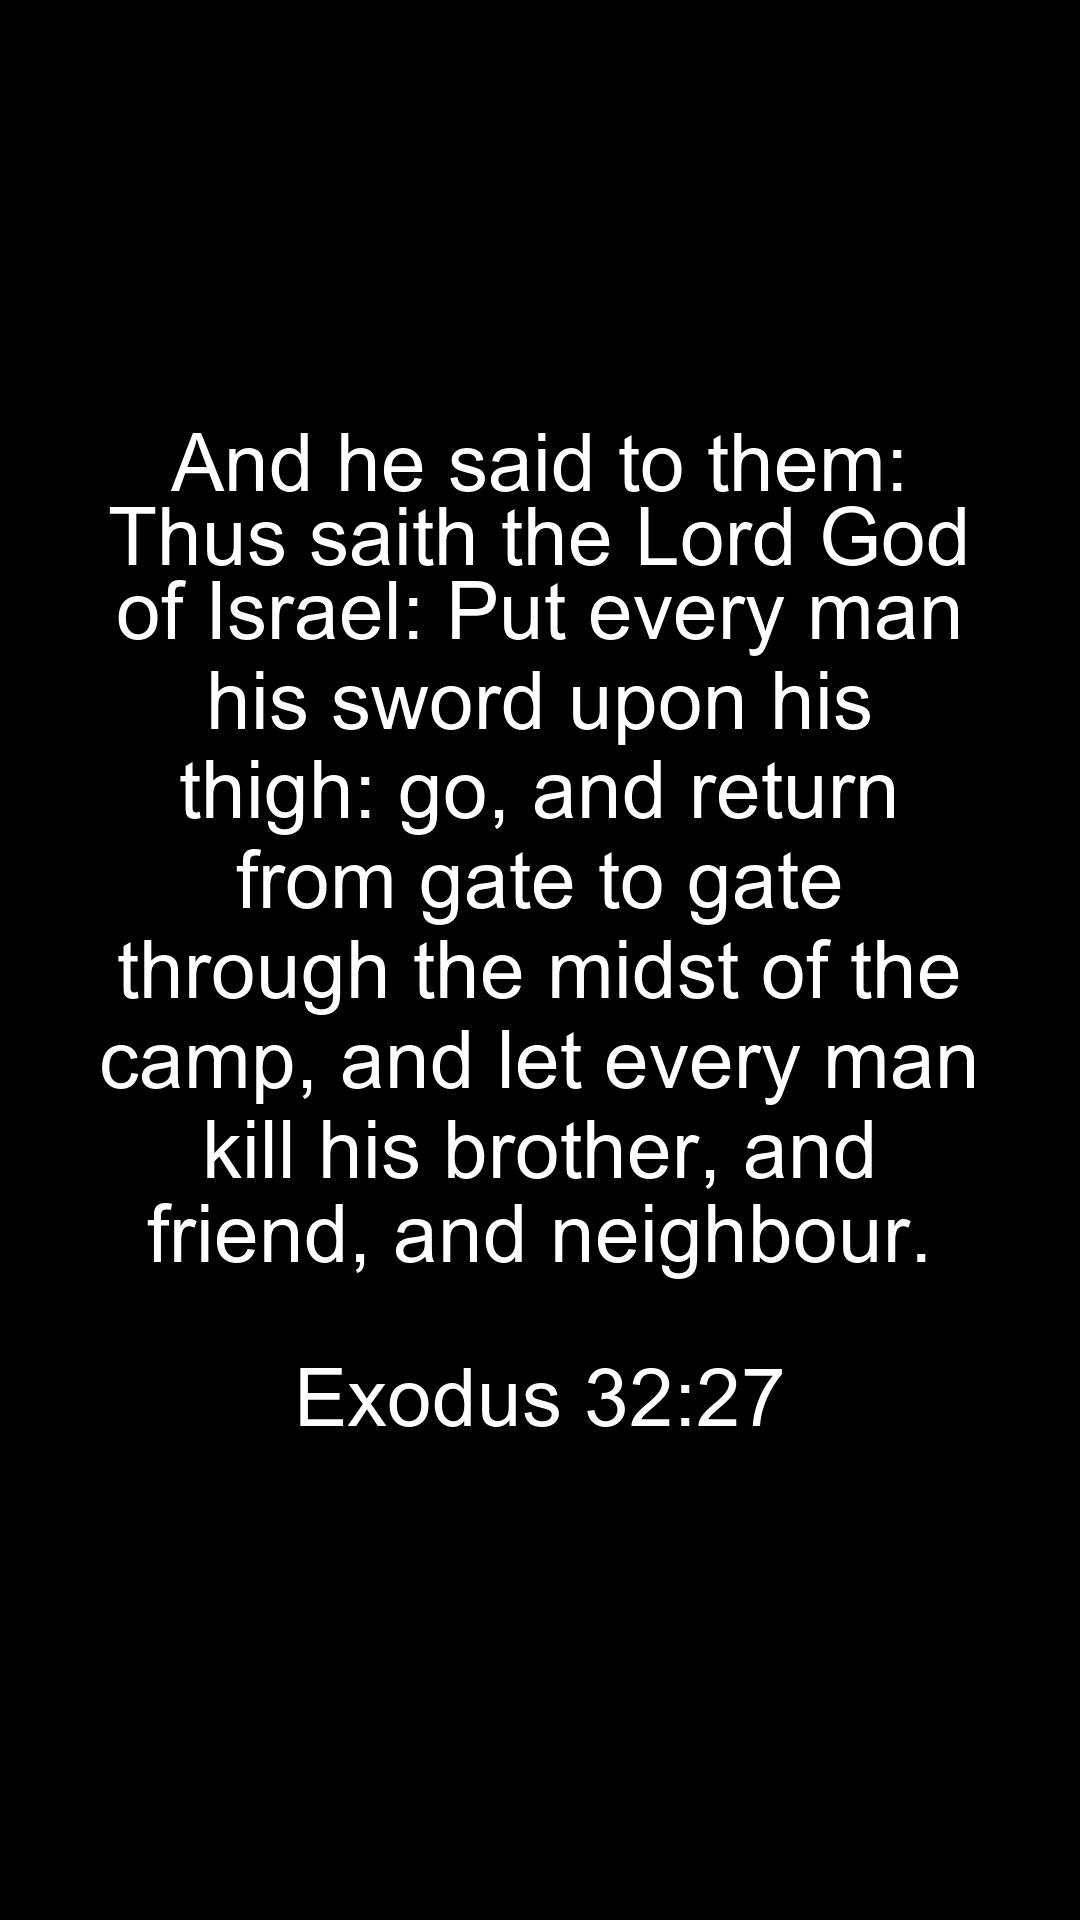 And he said to them:
Thus saith the Lord God
of Israel: Put every man
his sword upon his
thigh: go, and return
from gate to gate
through the midst of the
camp, and let every man
kill his brother, and
friend, and neighbour.
Exodus 32:27